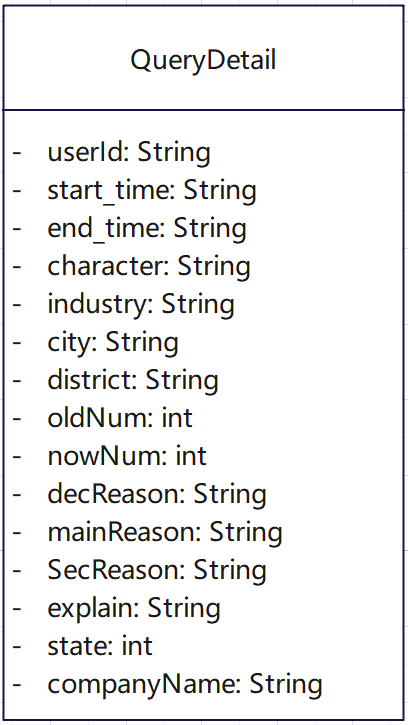 QueryDetail
- userId: String
- start_time: String
- end_time: String
- character: String
- industry: String
- city: String
- district: String
- oldNum: int
- nowNum: int
- decReason: String
- mainReason: String
- SecReason: String
- explain: String
- state: int
- companyName: String